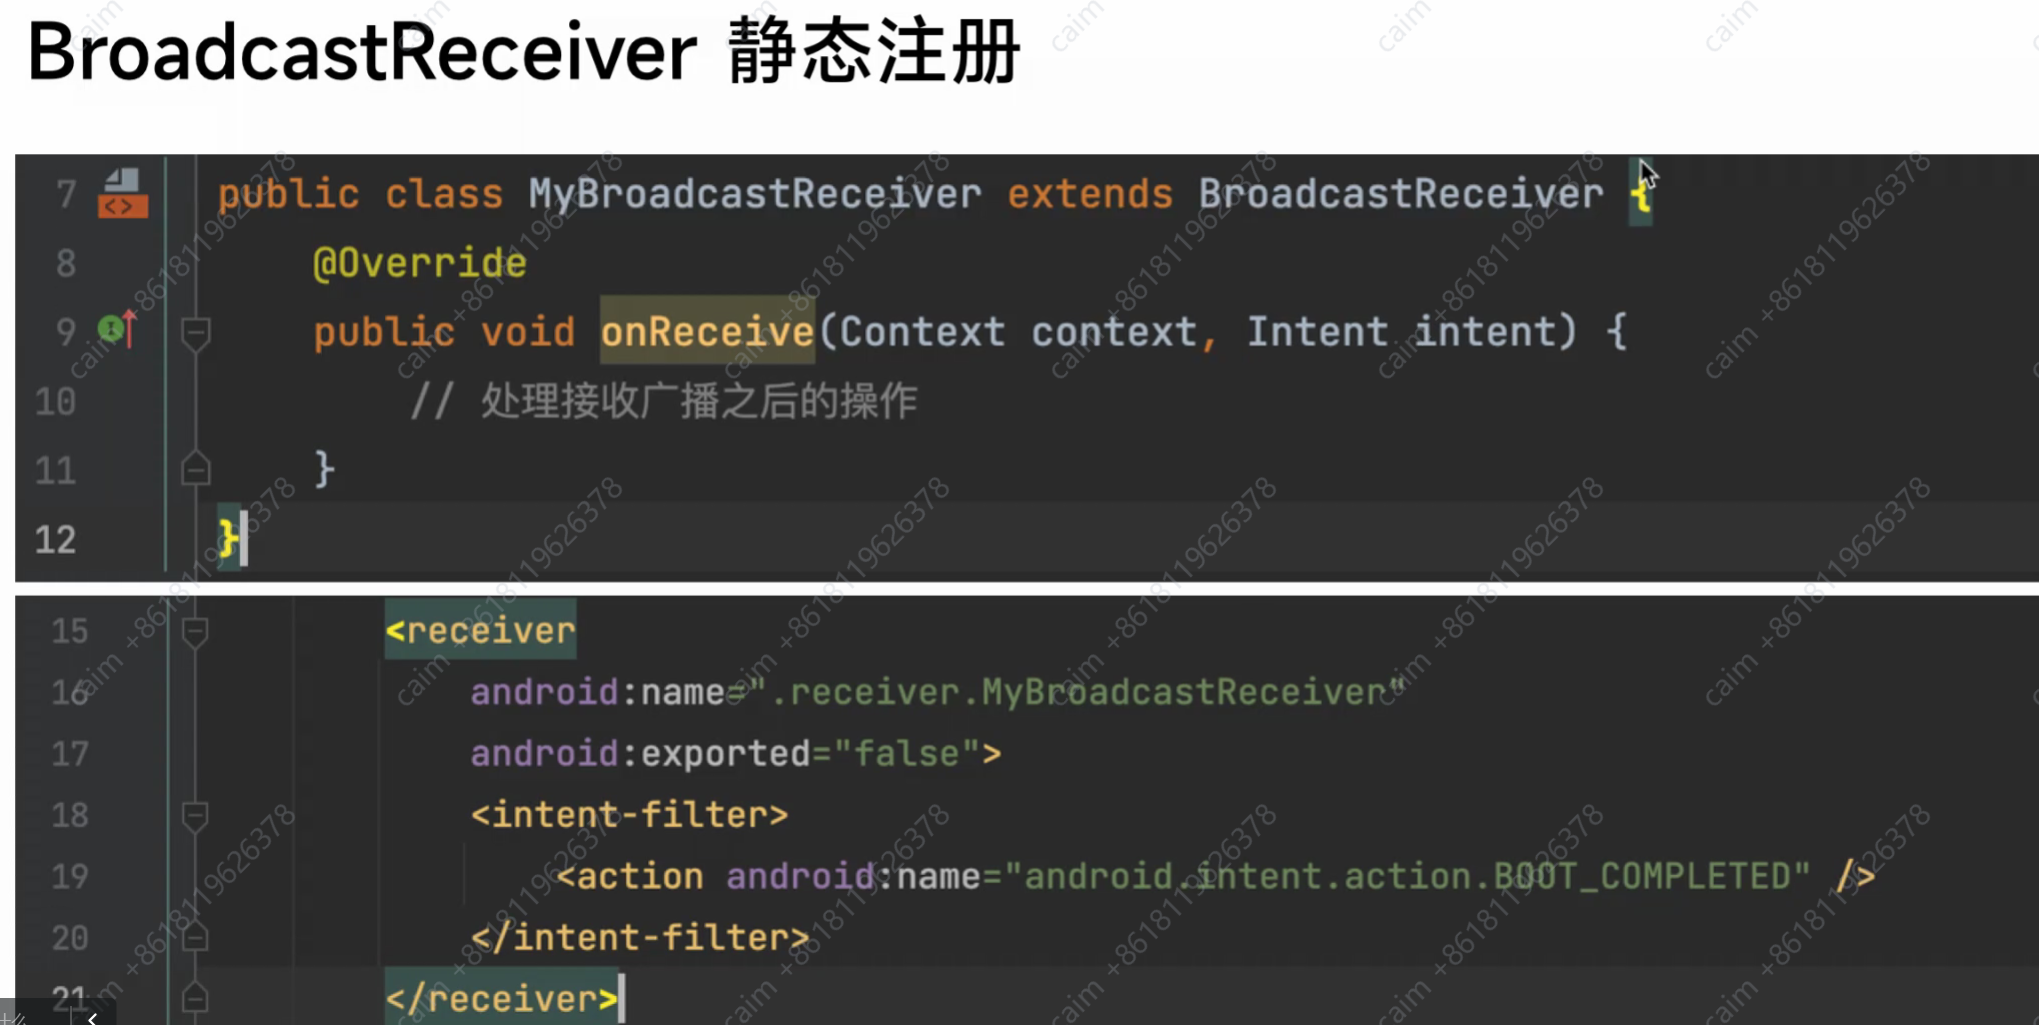 BroadcastReceiver 静态注册
7 public class MyBroadcastReceiver extends BroadcastReceiver {
8 @Override
9 public void onReceive(Context context, Intent intent) {
10 // 处理接收广播之后的操作
11 }
12 }
15 <receiver
16 android:name=".receiver.MyBroadcastReceiver"
17 android:exported="false">
18 <intent-filter>
19 <action android:name="android.intent.action.BOOT_COMPLETED" />
20 </intent-filter>
21 </receiver>
caim +8618119626378